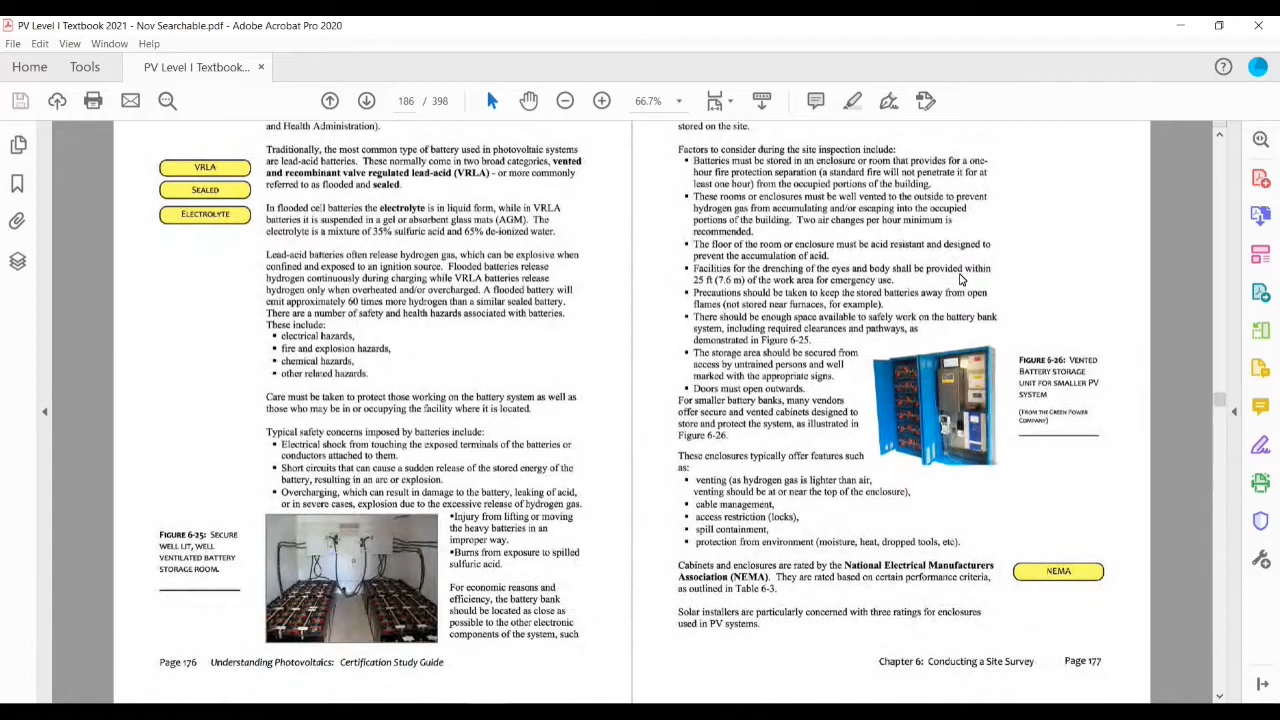 PV Level I Textbook 2021 - Nov Searchable.pdf - Adobe Acrobat Pro 2020
File Edit View Window Help
Home Tools PV Level I Textbook... ×
186 / 398
66.7%
and Health Administration).
VRLA
SEALED
ELECTROLYTE
Traditionally, the most common type of battery used in photovoltaic systems
are lead-acid batteries. These normally come in two broad categories, vented
and recombinant valve regulated lead-acid (VRLA) - or more commonly
referred to as flooded and sealed.
In flooded cell batteries the electrolyte is in liquid form, while in VRLA
batteries it is suspended in a gel or absorbent glass mats (AGM). The
electrolyte is a mixture of 35% sulfuric acid and 65% de-ionized water.
Lead-acid batteries often release hydrogen gas, which can be explosive when
confined and exposed to an ignition source. Flooded batteries release
hydrogen continuously during charging while VRLA batteries release
hydrogen only when overheated and/or overcharged. A flooded battery will
emit approximately 60 times more hydrogen than a similar sealed battery.
There are a number of safety and health hazards associated with batteries.
These include:
▪ electrical hazards,
▪ fire and explosion hazards,
▪ chemical hazards,
▪ other related hazards.
Care must be taken to protect those working on the battery system as well as
those who may be in or occupying the facility where it is located.
Typical safety concerns imposed by batteries include:
▪ Electrical shock from touching the exposed terminals of the batteries or
conductors attached to them.
▪ Short circuits that can cause a sudden release of the stored energy of the
battery, resulting in an arc or explosion.
▪ Overcharging, which can result in damage to the battery, leaking of acid,
or in severe cases, explosion due to the excessive release of hydrogen gas.
▪Injury from lifting or moving
the heavy batteries in an
improper way.
▪Burns from exposure to spilled
sulfuric acid.
FIGURE 6-25: SECURE
WELL LIT, WELL
VENTILATED BATTERY
STORAGE ROOM.
For economic reasons and
efficiency, the battery bank
should be located as close as
possible to the other electronic
components of the system, such
Page 176 Understanding Photovoltaics: Certification Study Guide
stored on the site.
Factors to consider during the site inspection include:
▪ Batteries must be stored in an enclosure or room that provides for a one-
hour fire protection separation (a standard fire will not penetrate it for at
least one hour) from the occupied portions of the building.
▪ These rooms or enclosures must be well vented to the outside to prevent
hydrogen gas from accumulating and/or escaping into the occupied
portions of the building. Two air changes per hour minimum is
recommended.
▪ The floor of the room or enclosure must be acid resistant and designed to
prevent the accumulation of acid.
▪ Facilities for the drenching of the eyes and body shall be provided within
25 ft (7.6 m) of the work area for emergency use.
▪ Precautions should be taken to keep the stored batteries away from open
flames (not stored near furnaces, for example).
▪ There should be enough space available to safely work on the battery bank
system, including required clearances and pathways, as
demonstrated in Figure 6-25.
▪ The storage area should be secured from
access by untrained persons and well
marked with the appropriate signs.
▪ Doors must open outwards.
For smaller battery banks, many vendors
offer secure and vented cabinets designed to
store and protect the system, as illustrated in
Figure 6-26.
FIGURE 6-26: VENTED
BATTERY STORAGE
UNIT FOR SMALLER PV
SYSTEM
(FROM THE GREEN POWER
COMPANY)
These enclosures typically offer features such
as:
▪ venting (as hydrogen gas is lighter than air,
venting should be at or near the top of the enclosure),
▪ cable management,
▪ access restriction (locks),
▪ spill containment,
▪ protection from environment (moisture, heat, dropped tools, etc).
Cabinets and enclosures are rated by the National Electrical Manufacturers
Association (NEMA). They are rated based on certain performance criteria,
as outlined in Table 6-3.
NEMA
Solar installers are particularly concerned with three ratings for enclosures
used in PV systems.
Chapter 6: Conducting a Site Survey Page 177